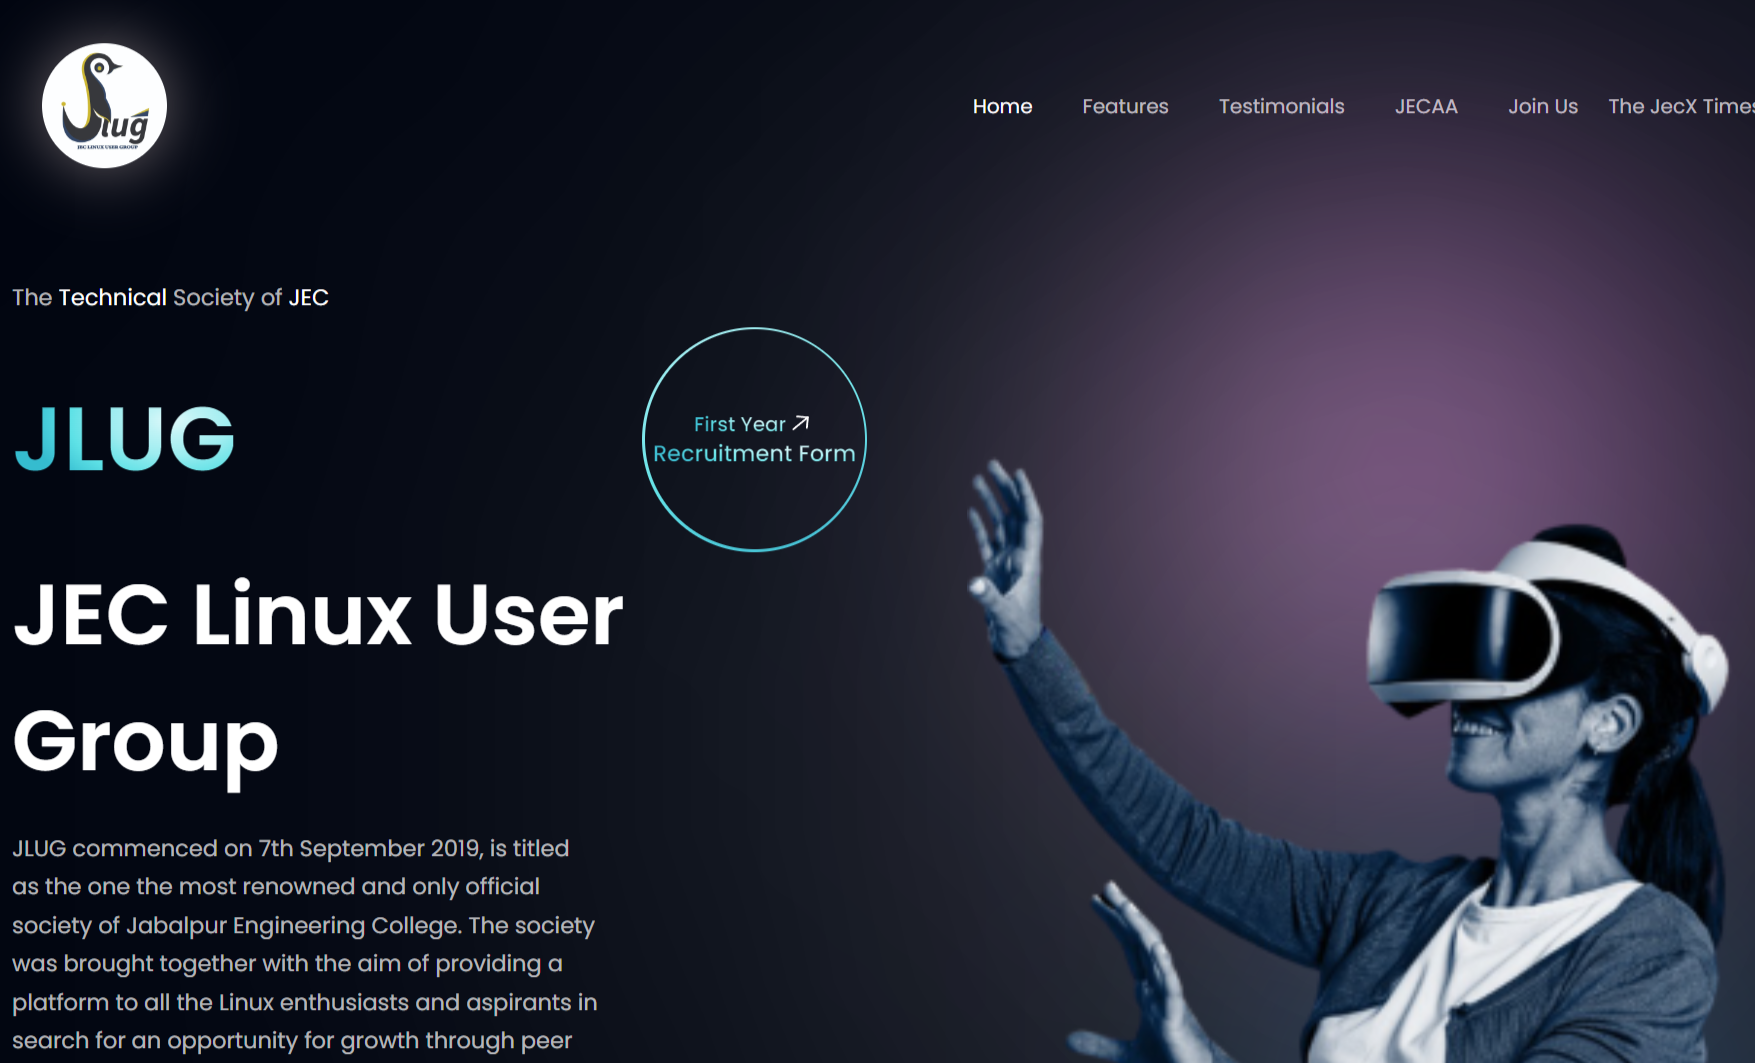 Jlug
JEC LINUX USER GROUP
Home Features Testimonials JECAA Join Us The JecX Times
The Technical Society of JEC
JLUG
First Year
Recruitment Form
JEC Linux User
Group
JLUG commenced on 7th September 2019, is titled
as the one the most renowned and only official
society of Jabalpur Engineering College. The society
was brought together with the aim of providing a
platform to all the Linux enthusiasts and aspirants in
search for an opportunity for growth through peer